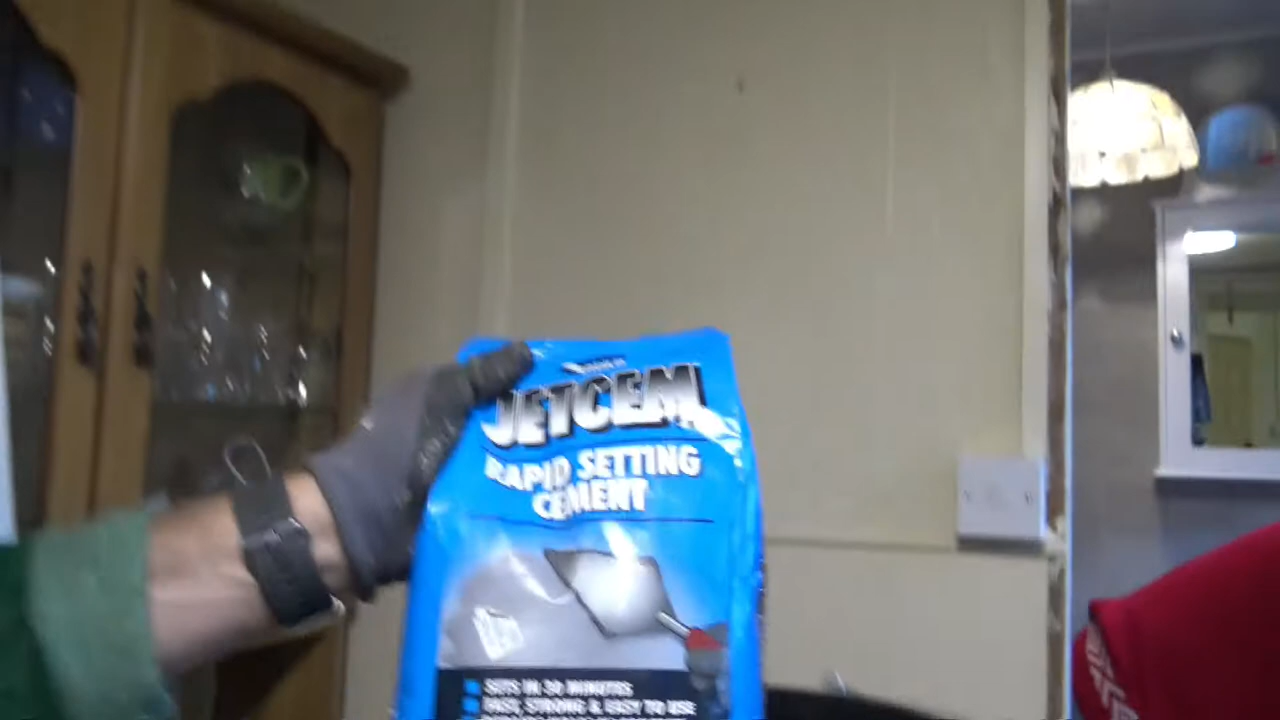 JETCEM
RAPID SETTING
CEMENT
SETS IN 30 MINUTES
FAST, STRONG & EASY TO USE